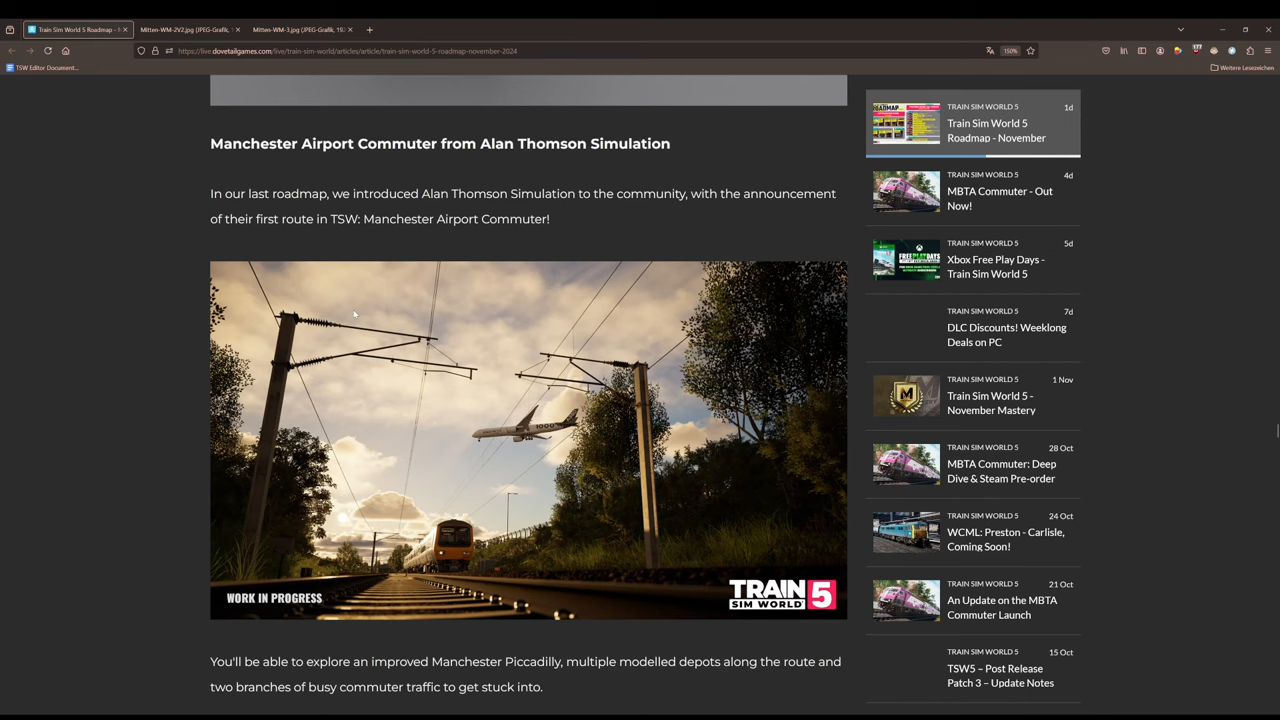 Train Sim World 5 Roadmap - N
Mitten-WM-2V2.jpg (JPEG-Grafik, 1
Mitten-WM-3.jpg (JPEG-Grafik, 192
https://live.dovetailgames.com/live/train-sim-world/articles/article/train-sim-world-5-roadmap-november-2024
150%
TSW Editor Document...
Weitere Lesezeichen
Manchester Airport Commuter from Alan Thomson Simulation
In our last roadmap, we introduced Alan Thomson Simulation to the community, with the announcement
of their first route in TSW: Manchester Airport Commuter!
1000
WORK IN PROGRESS
TRAIN
SIM WORLD 5
You'll be able to explore an improved Manchester Piccadilly, multiple modelled depots along the route and
two branches of busy commuter traffic to get stuck into.
ROADMAP
TRAIN SIM WORLD 5 1d
Train Sim World 5
Roadmap - November
TRAIN SIM WORLD 5 4d
MBTA Commuter - Out
Now!
FREE PLAY
DAYS
TRAIN SIM WORLD 5 5d
Xbox Free Play Days -
Train Sim World 5
TRAIN SIM WORLD 5 7d
DLC Discounts! Weeklong
Deals on PC
M
TRAIN SIM WORLD 5 1 Nov
Train Sim World 5 -
November Mastery
TRAIN SIM WORLD 5 28 Oct
MBTA Commuter: Deep
Dive & Steam Pre-order
TRAIN SIM WORLD 5 24 Oct
WCML: Preston - Carlisle,
Coming Soon!
TRAIN SIM WORLD 5 21 Oct
An Update on the MBTA
Commuter Launch
TRAIN SIM WORLD 5 15 Oct
TSW5 – Post Release
Patch 3 – Update Notes